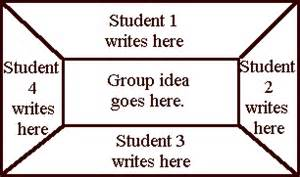 Student 1
writes here
Student
4
writes
here
Group idea
goes here.
Student
2
writes
here
Student 3
writes here